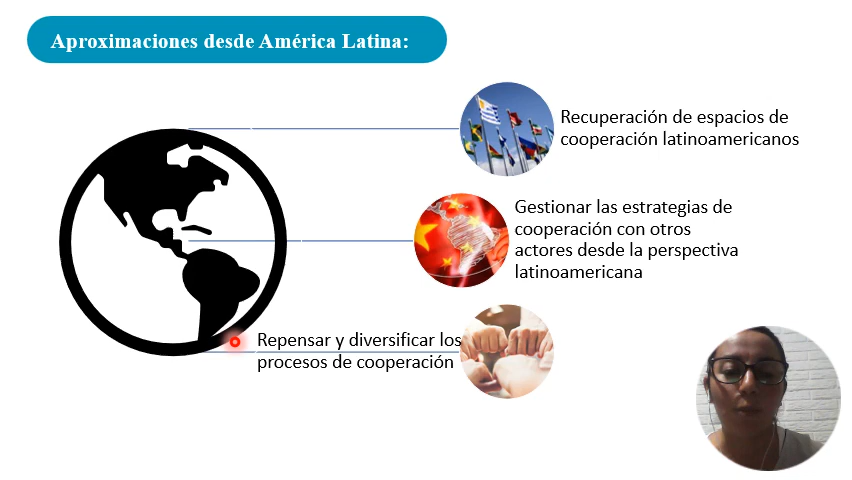 Aproximaciones desde América Latina:
Recuperación de espacios de
cooperación latinoamericanos
Gestionar las estrategias de
cooperación con otros
actores desde la perspectiva
latinoamericana
Repensar y diversificar los
procesos de cooperación